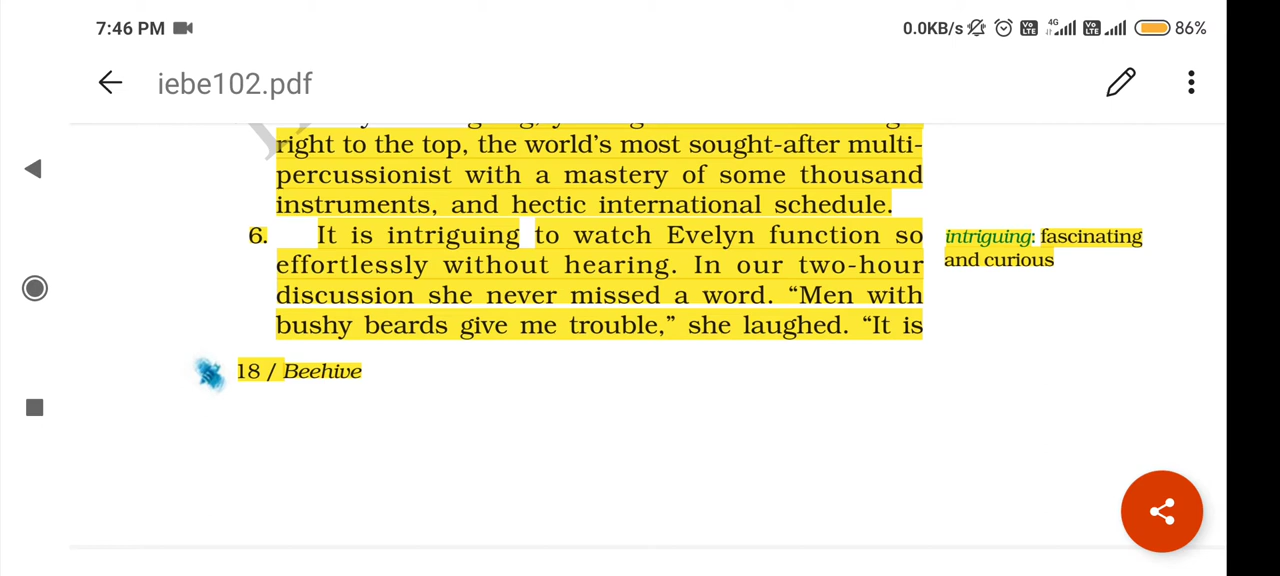 7:46 PM 0.0KB/s 4G 86%
iebe102.pdf
right to the top, the world's most sought-after multi-
percussionist with a mastery of some thousand
instruments, and hectic international schedule.
6. It is intriguing to watch Evelyn function so
effortlessly without hearing. In our two-hour
discussion she never missed a word. “Men with
bushy beards give me trouble,” she laughed. “It is
intriguing: fascinating
and curious
18 / Beehive